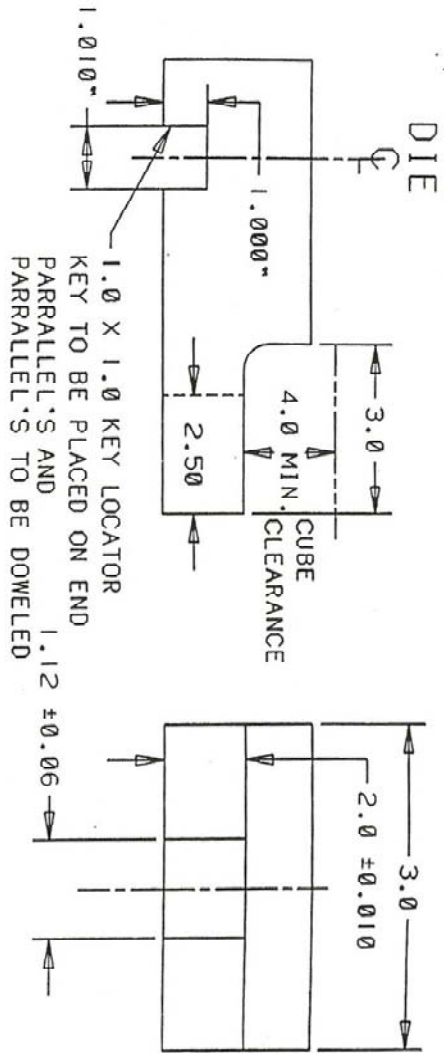 DIE
CL
1.010"
1.000"
3.0
4.0 MIN. CUBE
CLEARANCE
2.50
1.0 X 1.0 KEY LOCATOR
KEY TO BE PLACED ON END
PARRALLEL'S AND
PARRALLEL'S TO BE DOWELED
3.0
2.0 ±0.010
1.12 ±0.06